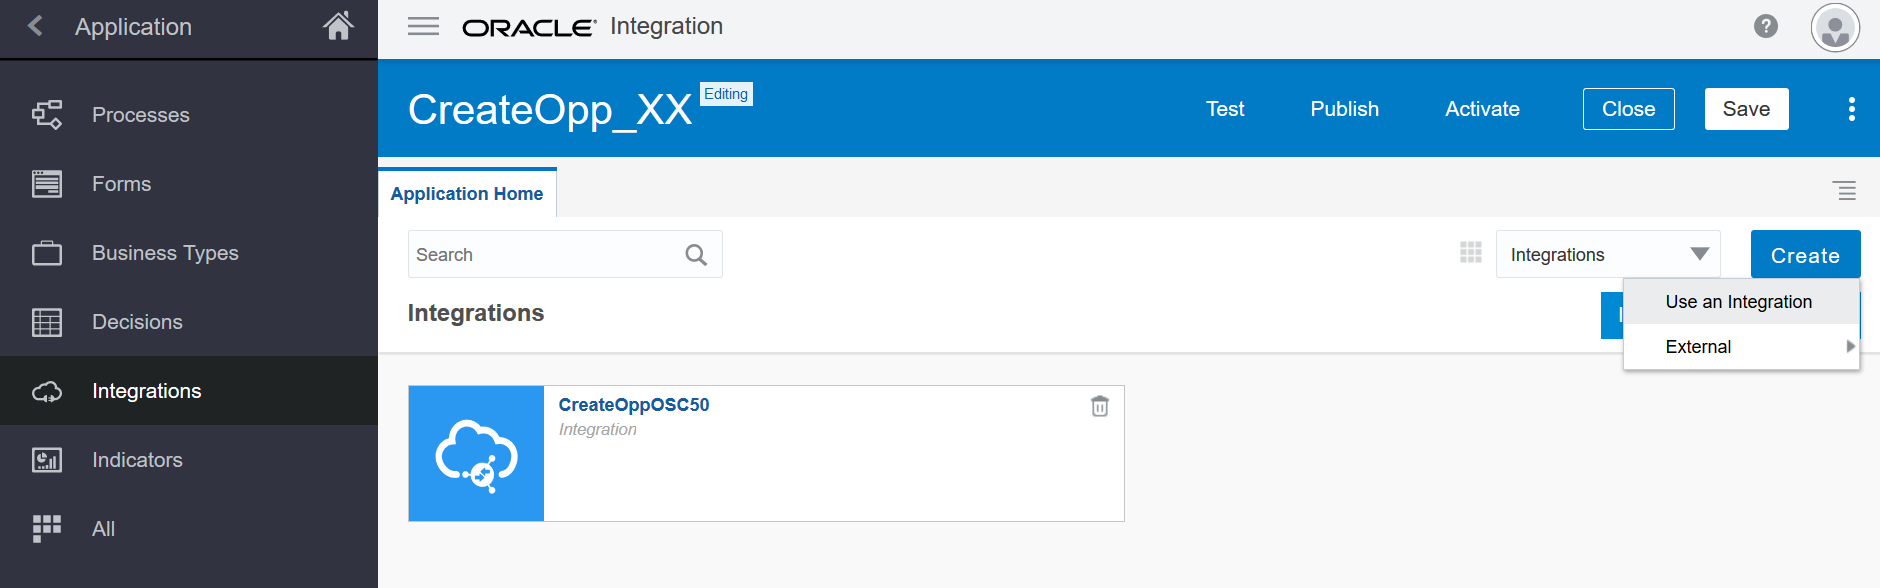 Application
Processes
Forms
Business Types
Decisions
Integrations
Indicators
All
ORACLE® Integration
CreateOpp_XX Editing
Test Publish Activate Close Save
Application Home
Search
Integrations
Create
Use an Integration
External
Integrations
CreateOppOSC50
Integration